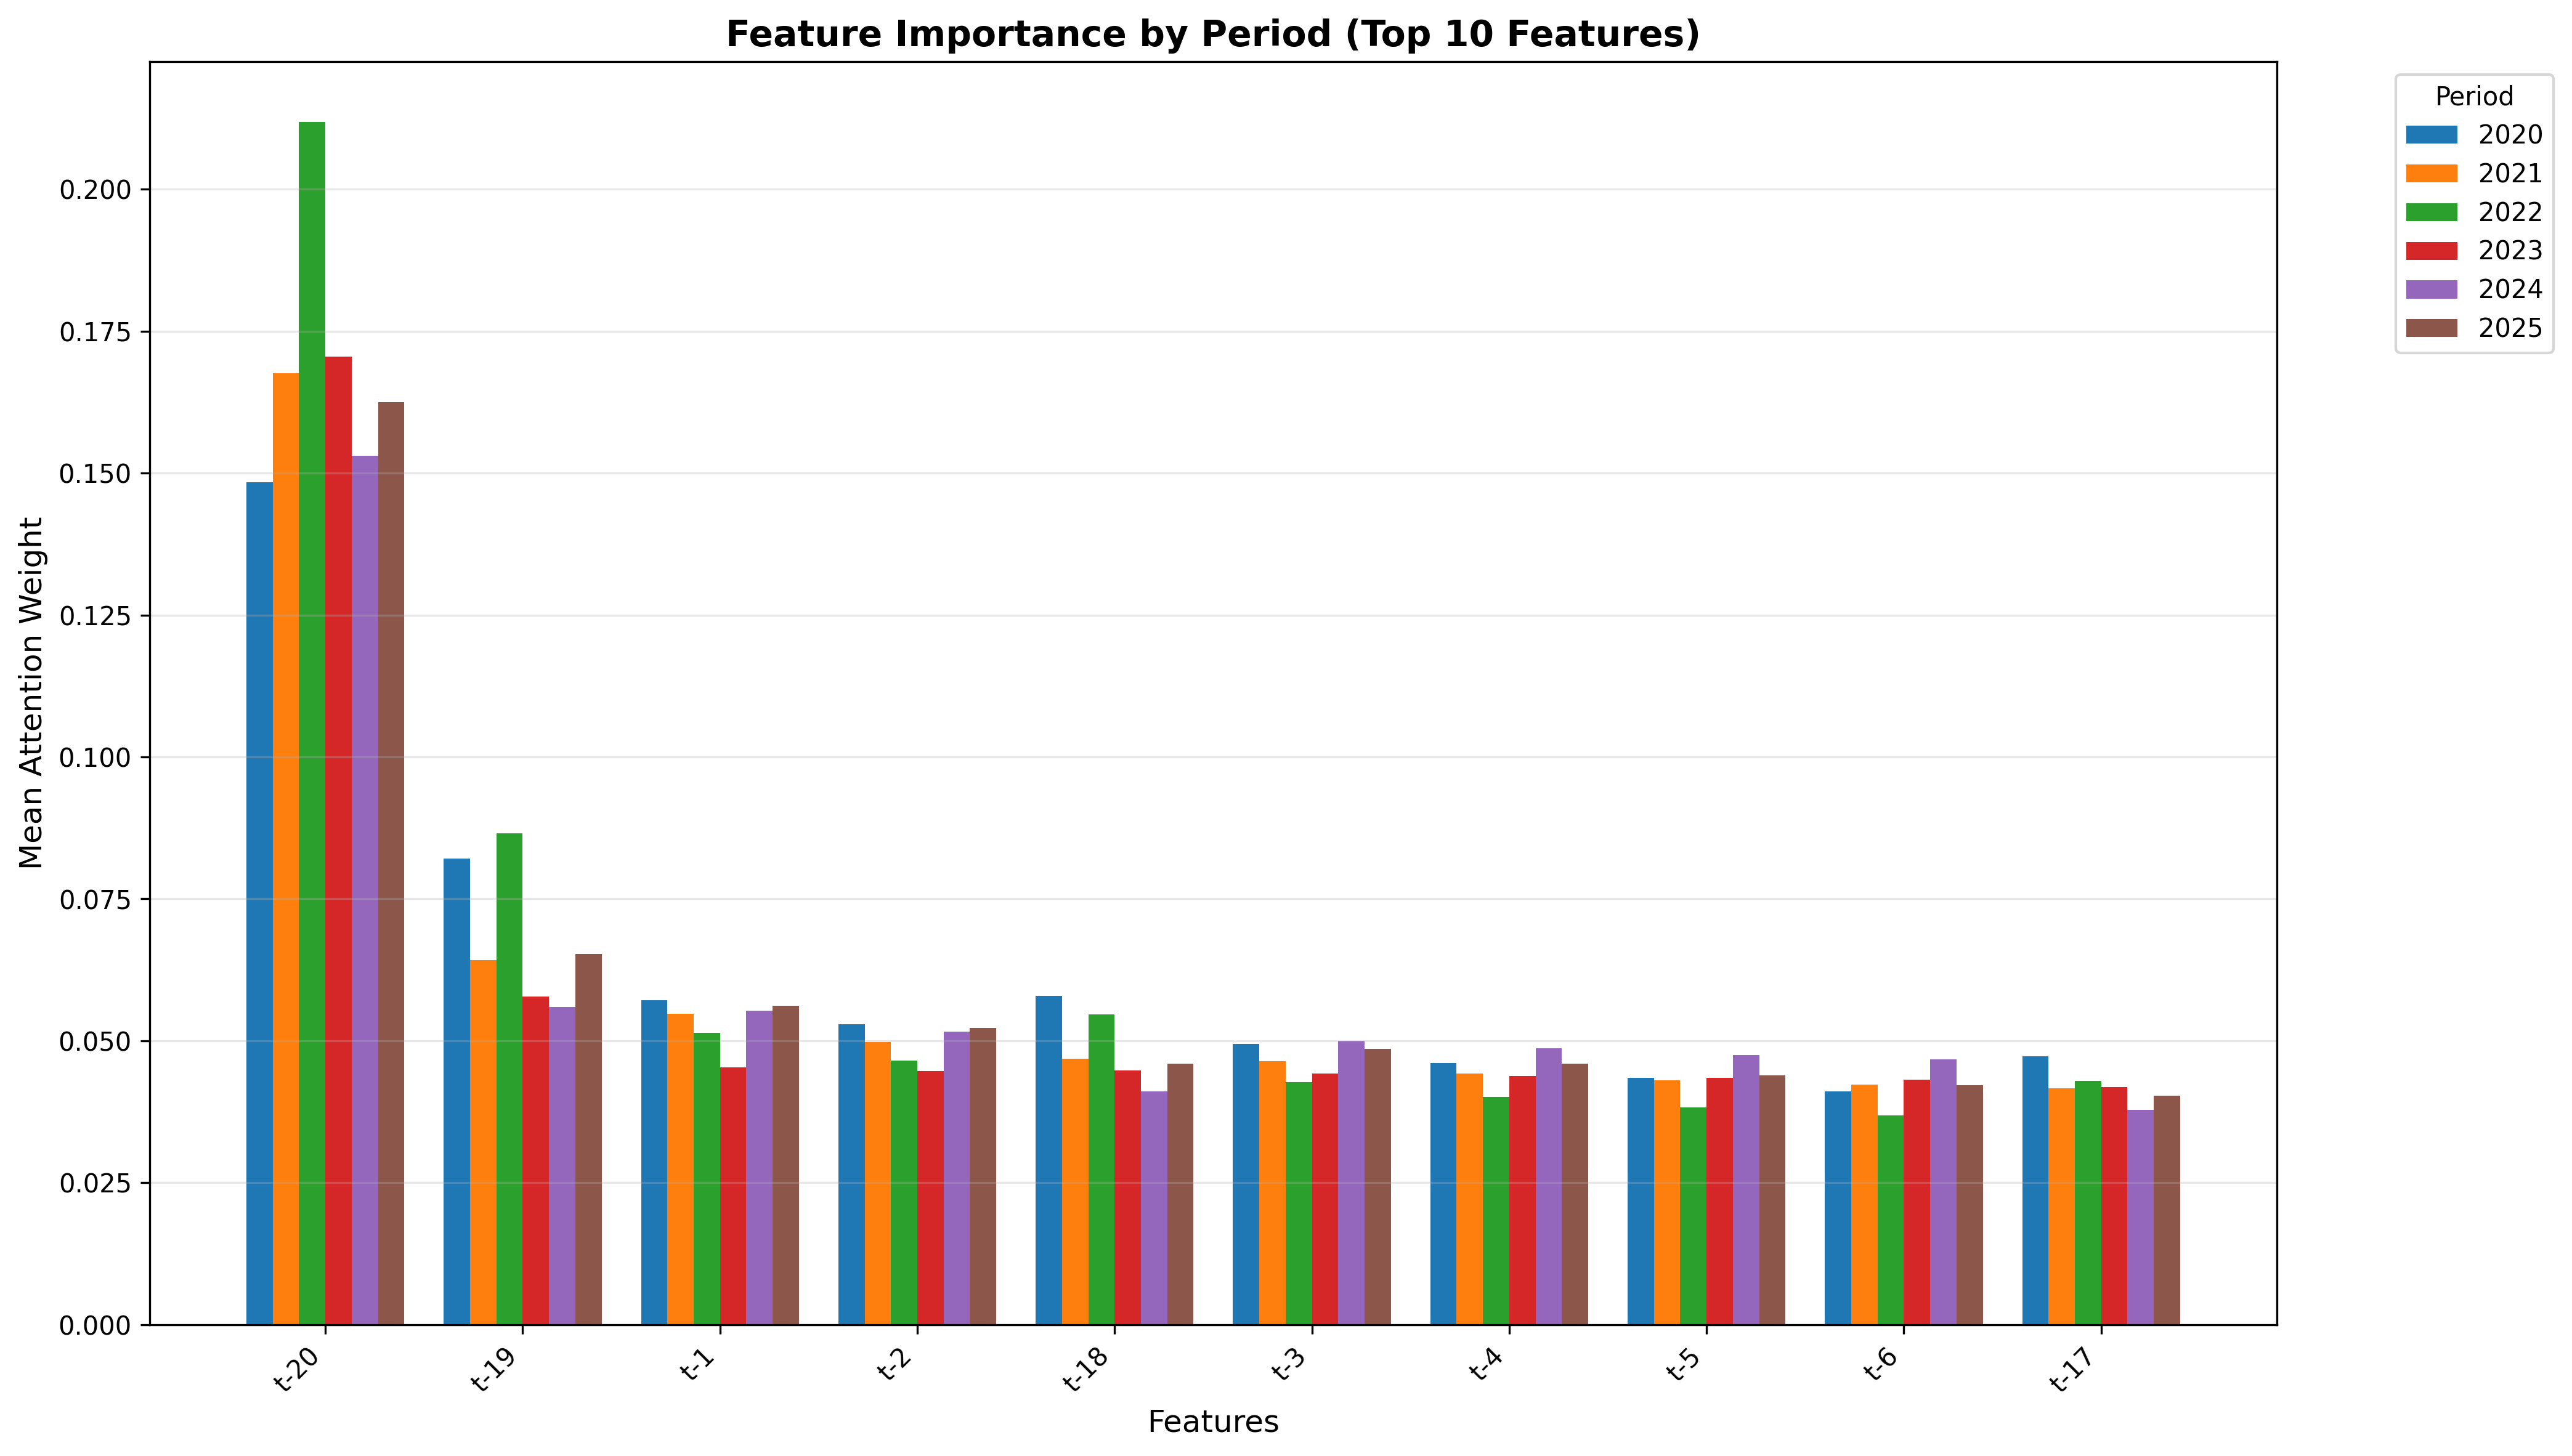 Feature Importance by Period (Top 10 Features)
Period
2020
2021
2022
2023
2024
2025
Mean Attention Weight
0.200
0.175
0.150
0.125
0.100
0.075
0.050
0.025
0.000
t-20
t-19
t-1
t-2
t-18
t-3
t-4
t-5
t-6
t-17
Features